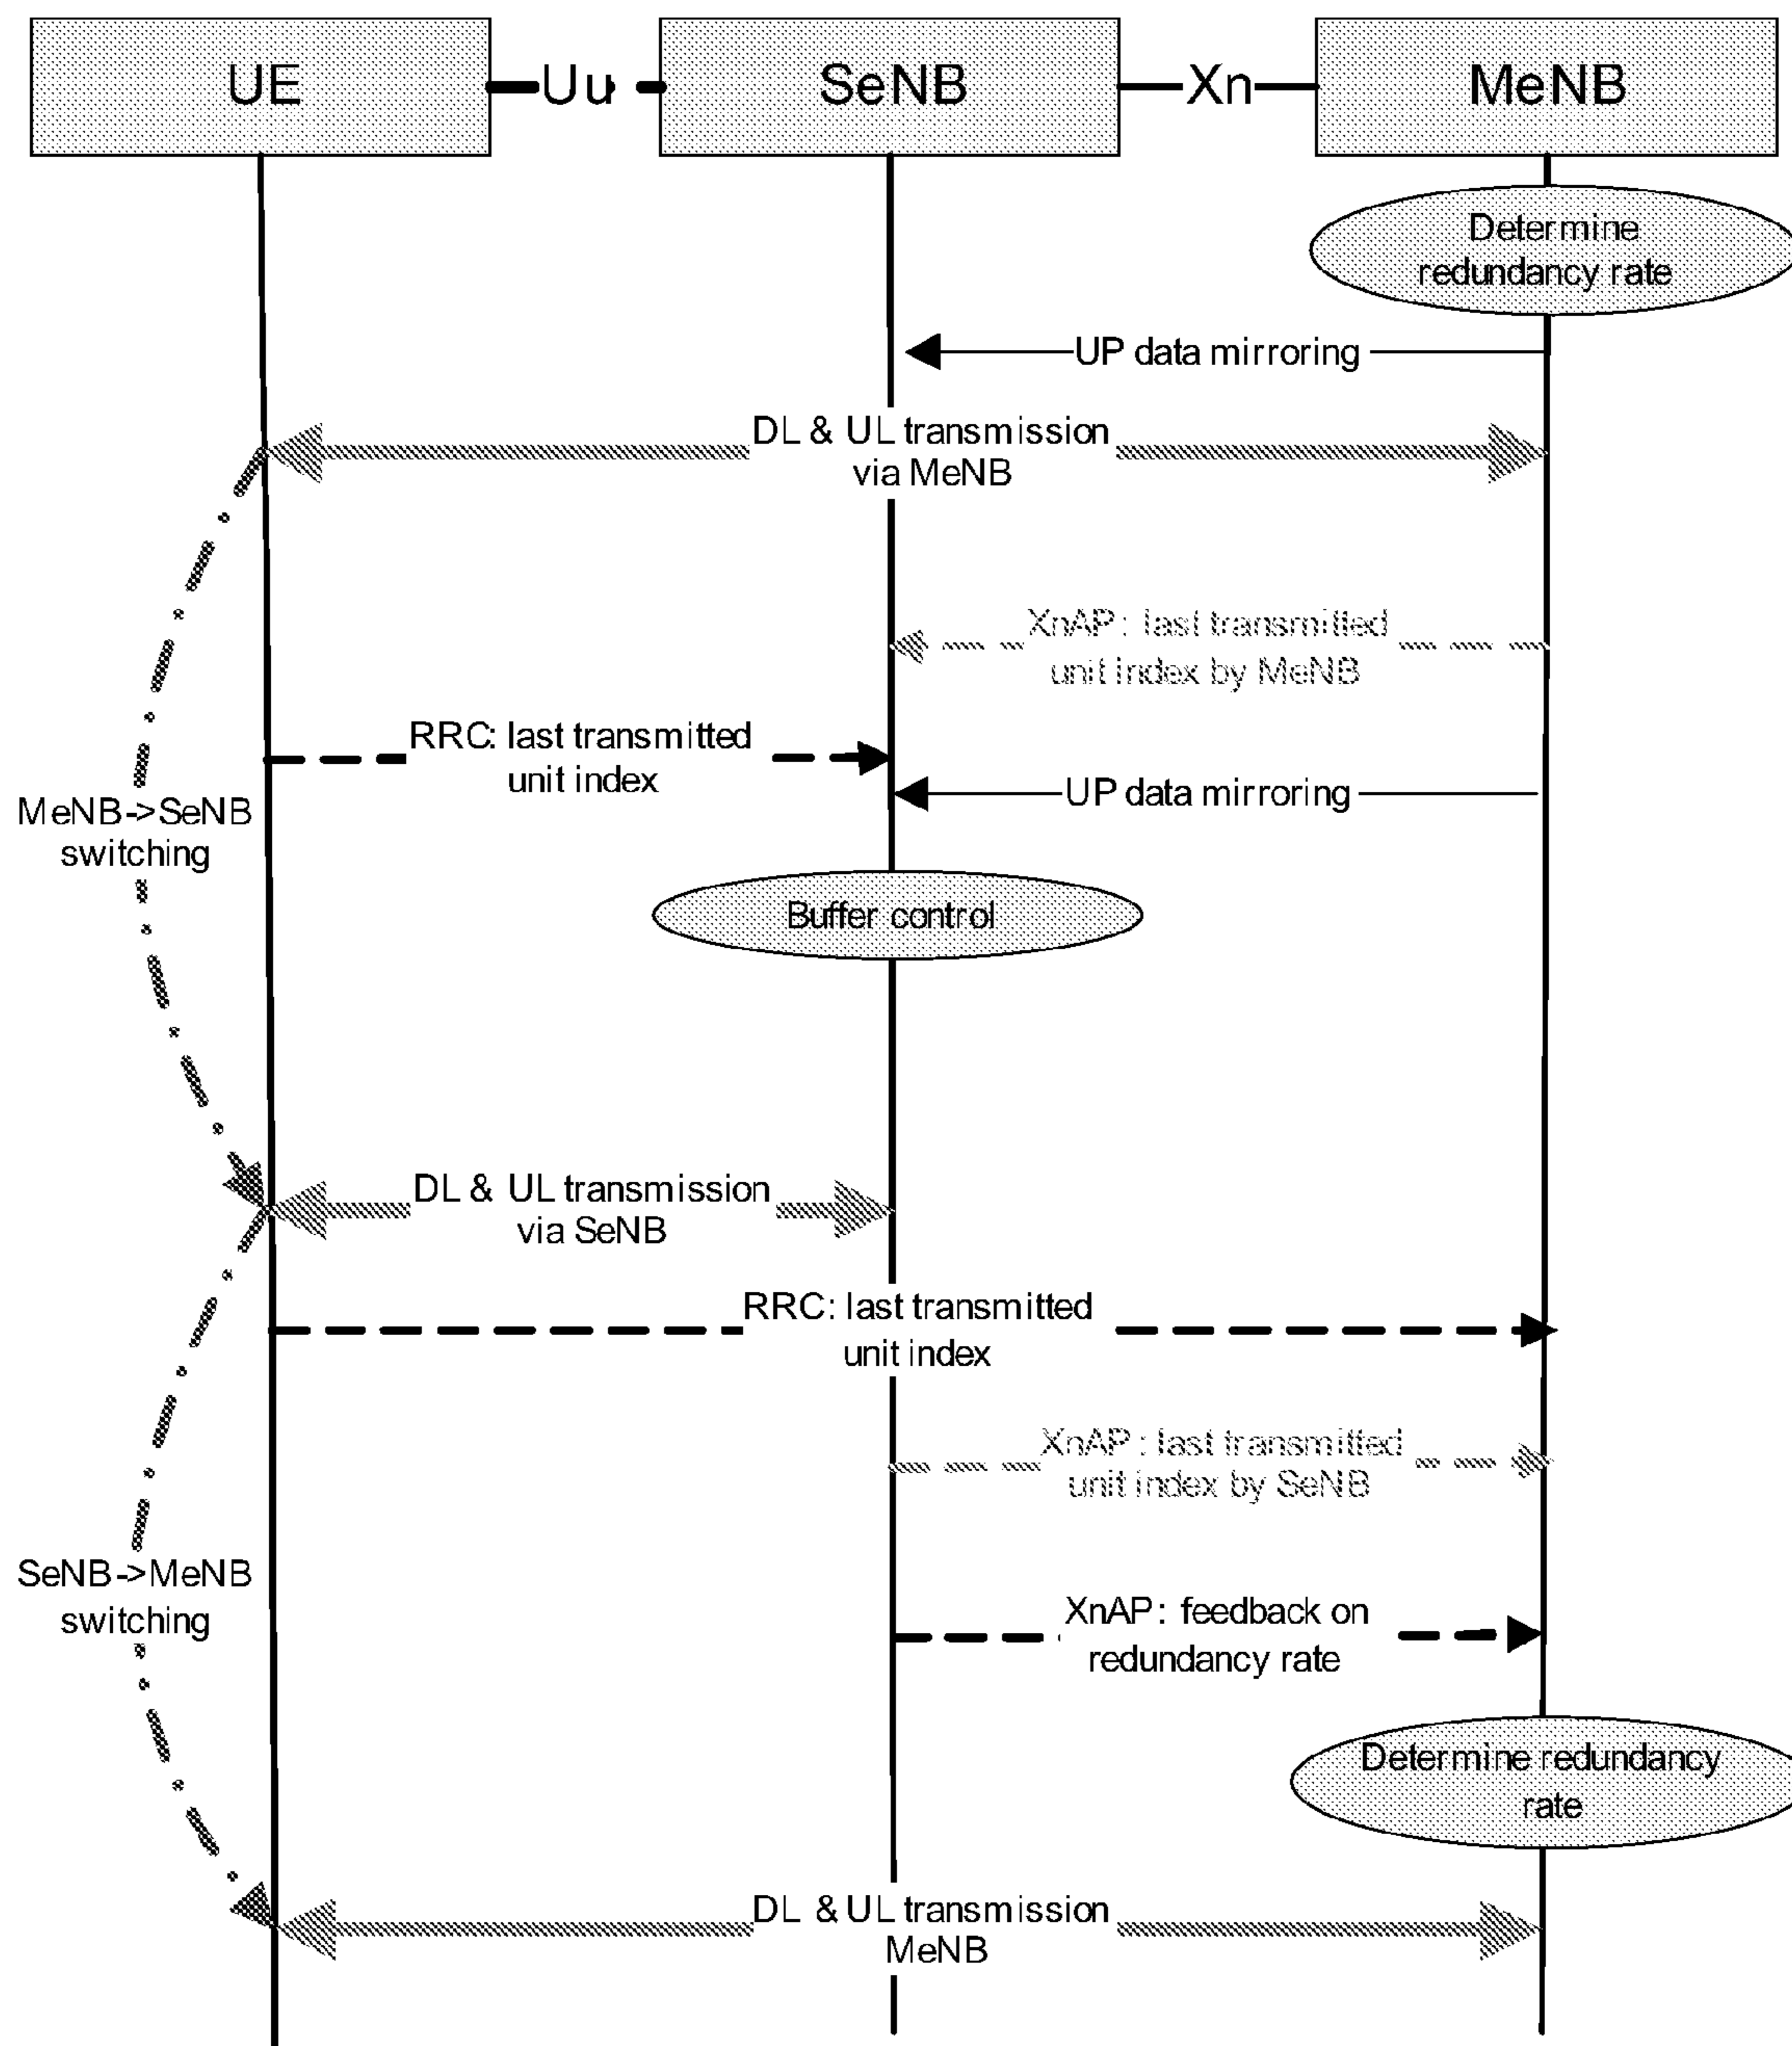 UE
Uu
SeNB
Xn
MeNB
Determine
redundancy rate
UP data mirroring
DL & UL transmission
via MeNB
XnAP: last transmitted
unit index by MeNB
RRC: last transmitted
unit index
UP data mirroring
MeNB->SeNB
switching
Buffer control
DL & UL transmission
via SeNB
RRC: last transmitted
unit index
XnAP: last transmitted
unit index by SeNB
SeNB->MeNB
switching
XnAP: feedback on
redundancy rate
Determine redundancy
rate
DL & UL transmission
MeNB